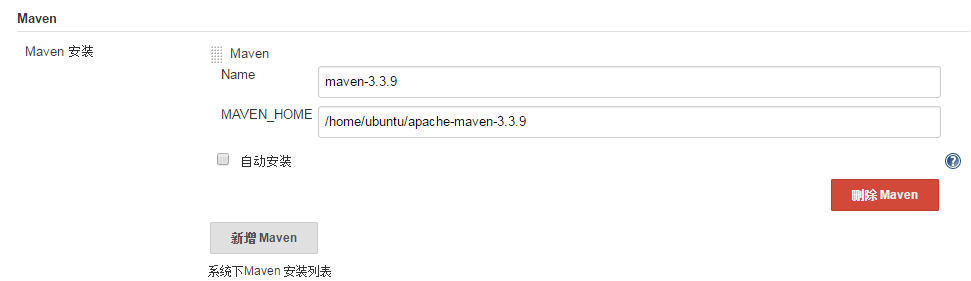 Maven
Maven 安装
Maven
Name
maven-3.3.9
MAVEN_HOME
/home/ubuntu/apache-maven-3.3.9
自动安装
?
删除 Maven
新增 Maven
系统下Maven 安装列表